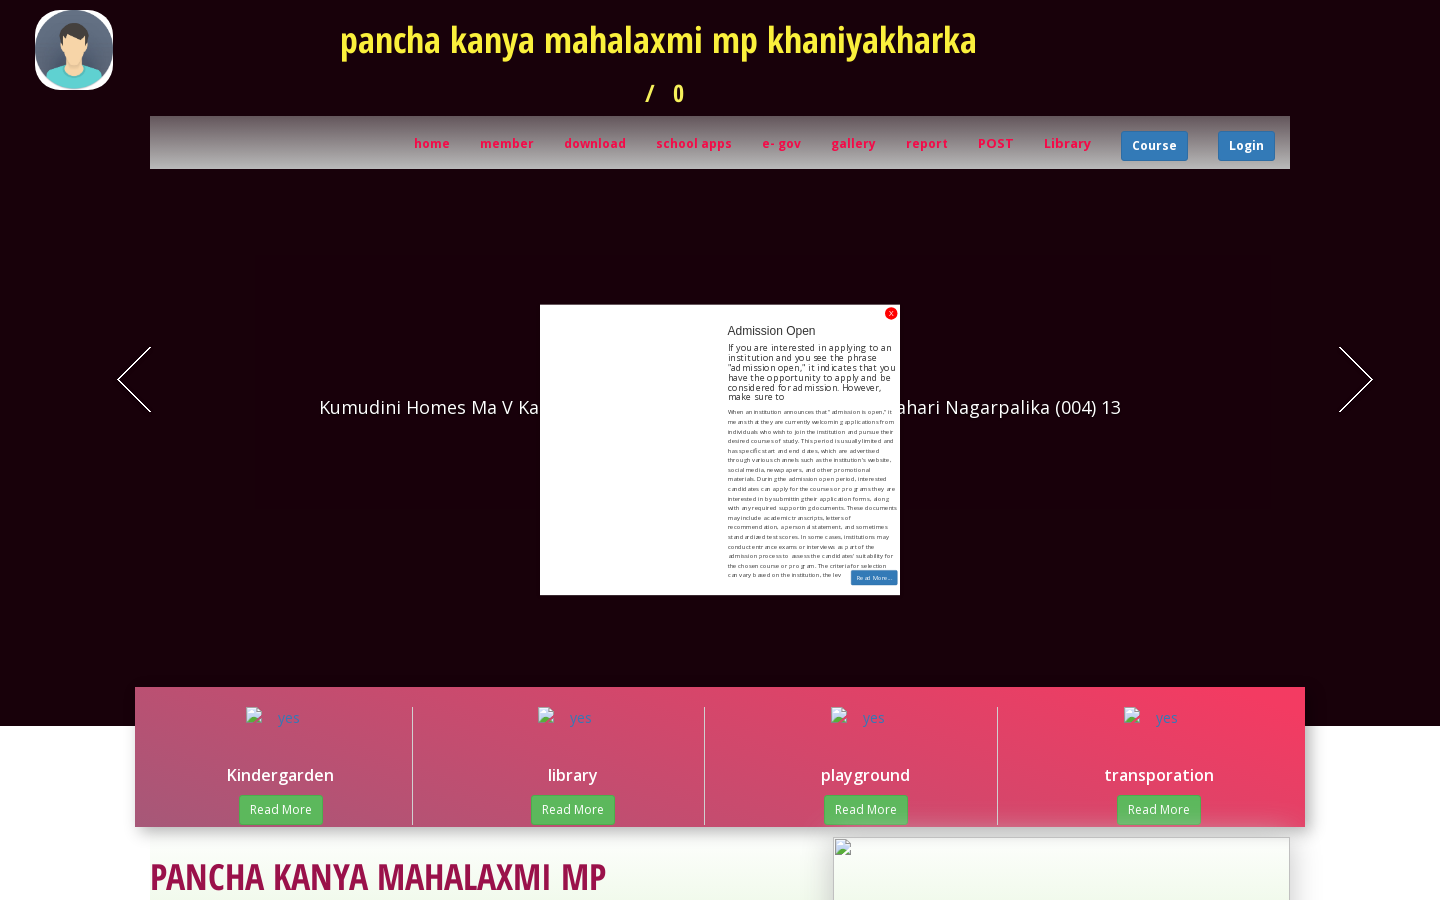 pancha kanya mahalaxmi mp khaniyakharka
/ 0
home member download school apps e- gov gallery report POST Library Course Login
X
Admission Open
If you are interested in applying to an
institution and you see the phrase
"admission open," it indicates that you
have the opportunity to apply and be
considered for admission. However,
make sure to
Kumudini Homes Ma V Ka ahari Nagarpalika (004) 13
When an institution announces that "admission is open," it
means that they are currently welcoming applications from
individuals who wish to join the institution and pursue their
desired courses of study. This period is usually limited and
has specific start and end dates, which are advertised
through various channels such as the institution's website,
social media, newspapers, and other promotional
materials. During the admission open period, interested
candidates can apply for the courses or programs they are
interested in by submitting their application forms, along
with any required supporting documents. These documents
may include academic transcripts, letters of
recommendation, a personal statement, and sometimes
standardized test scores. In some cases, institutions may
conduct entrance exams or interviews as part of the
admission process to assess the candidates' suitability for
the chosen course or program. The criteria for selection
can vary based on the institution, the lev
Read More...
yes yes yes yes
Kindergarden library playground transporation
Read More Read More Read More Read More
PANCHA KANYA MAHALAXMI MP